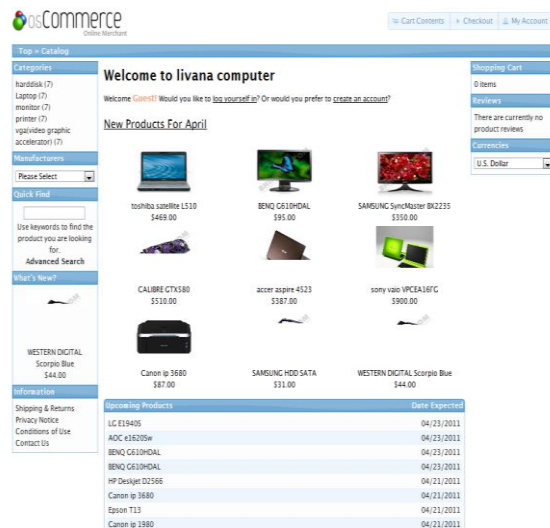 osCommerce
Online Merchant
Cart Contents
Checkout
My Account
Top » Catalog
Categories
harddisk (7)
Laptop (7)
monitor (7)
printer (7)
vga(video graphic
accelerator) (7)
Manufacturers
Please Select
Quick Find
Use keywords to find the
product you are looking
for.
Advanced Search
What's New?
WESTERN DIGITAL
Scorpio Blue
$44.00
Information
Shipping & Returns
Privacy Notice
Conditions of Use
Contact Us
Welcome to livana computer
Welcome Guest! Would you like to log yourself in? Or would you prefer to create an account?
New Products For April
toshiba satellite L510
$469.00
BENQ G610HDAL
$95.00
SAMSUNG SyncMaster BX2235
$350.00
CALIBRE GTX580
$510.00
accer aspire 4523
$387.00
sony vaio VPCEA16FG
$900.00
Canon ip 3680
$87.00
SAMSUNG HDD SATA
$31.00
WESTERN DIGITAL Scorpio Blue
$44.00
Upcoming Products Date Expected
LG E1940S 04/23/2011
AOC e1620Sw 04/23/2011
BENQ G610HDAL 04/23/2011
BENQ G610HDAL 04/23/2011
HP Deskjet D2566 04/21/2011
Canon ip 3680 04/21/2011
Epson T13 04/21/2011
Canon ip 1980 04/21/2011
Shopping Cart
0 items
Reviews
There are currently no
product reviews
Currencies
U.S. Dollar